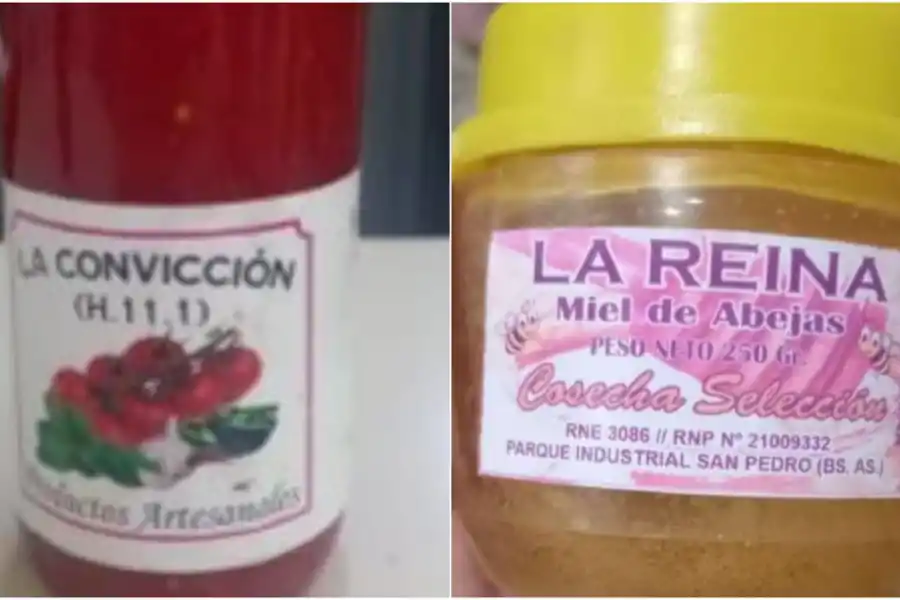 LA CONVICCIÓN
(H.11,1)
Productos Artesanales
LA REINA
Miel de Abejas
PESO NETO 250 Gr.
Cosecha Selección
RNE 3086 // RNP Nº 21009332
PARQUE INDUSTRIAL SAN PEDRO (BS. AS.)